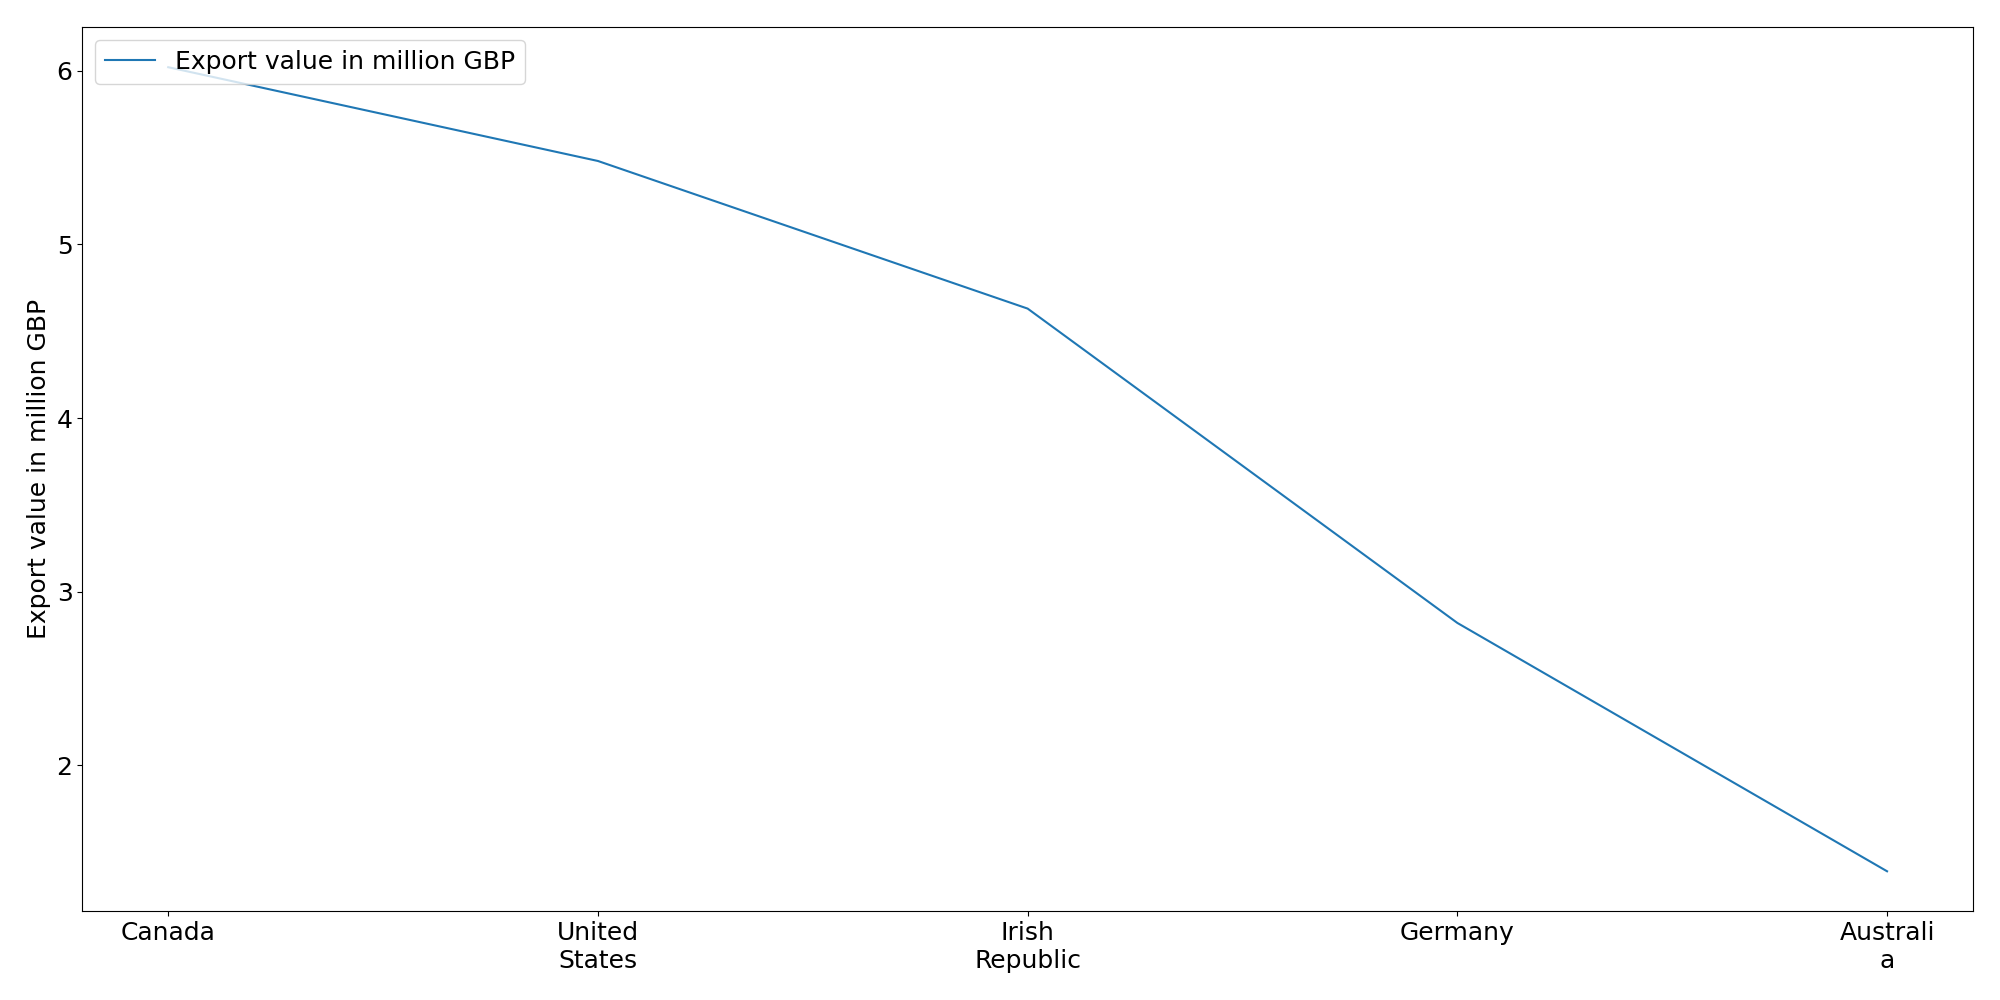 Export value in million GBP
Export value in million GBP
6
5
4
3
2
Canada
United
States
Irish
Republic
Germany
Australi
a